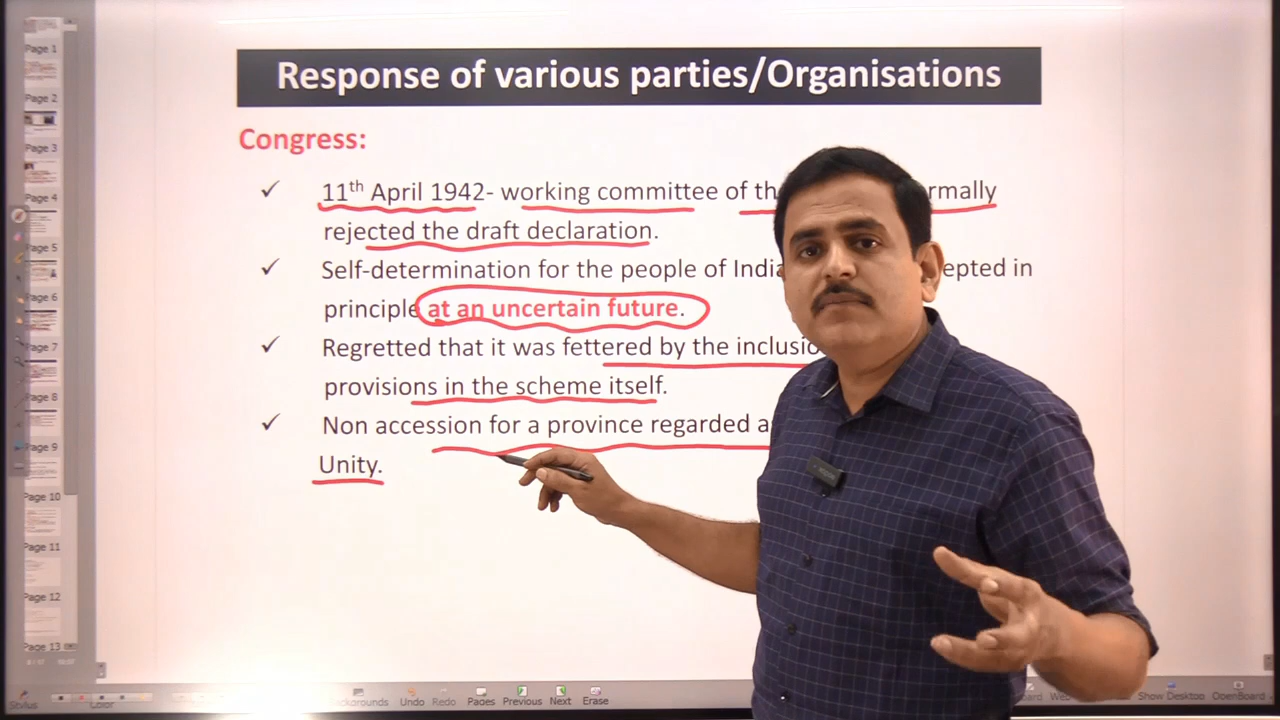 Page 1
Page 2
Page 3
Page 4
Page 5
Page 6
Page 7
Page 8
Page 9
Page 10
Page 11
Page 12
Page 13
Response of various parties/Organisations
Congress:
✓ 11th April 1942- working committee of th rmally
rejected the draft declaration.
✓ Self-determination for the people of India epted in
principle at an uncertain future.
✓ Regretted that it was fettered by the inclusio
provisions in the scheme itself.
✓ Non accession for a province regarded a
Unity.
Stylus Color Backgrounds Undo Redo Pages Previous Next Erase Show Desktop OpenBoard